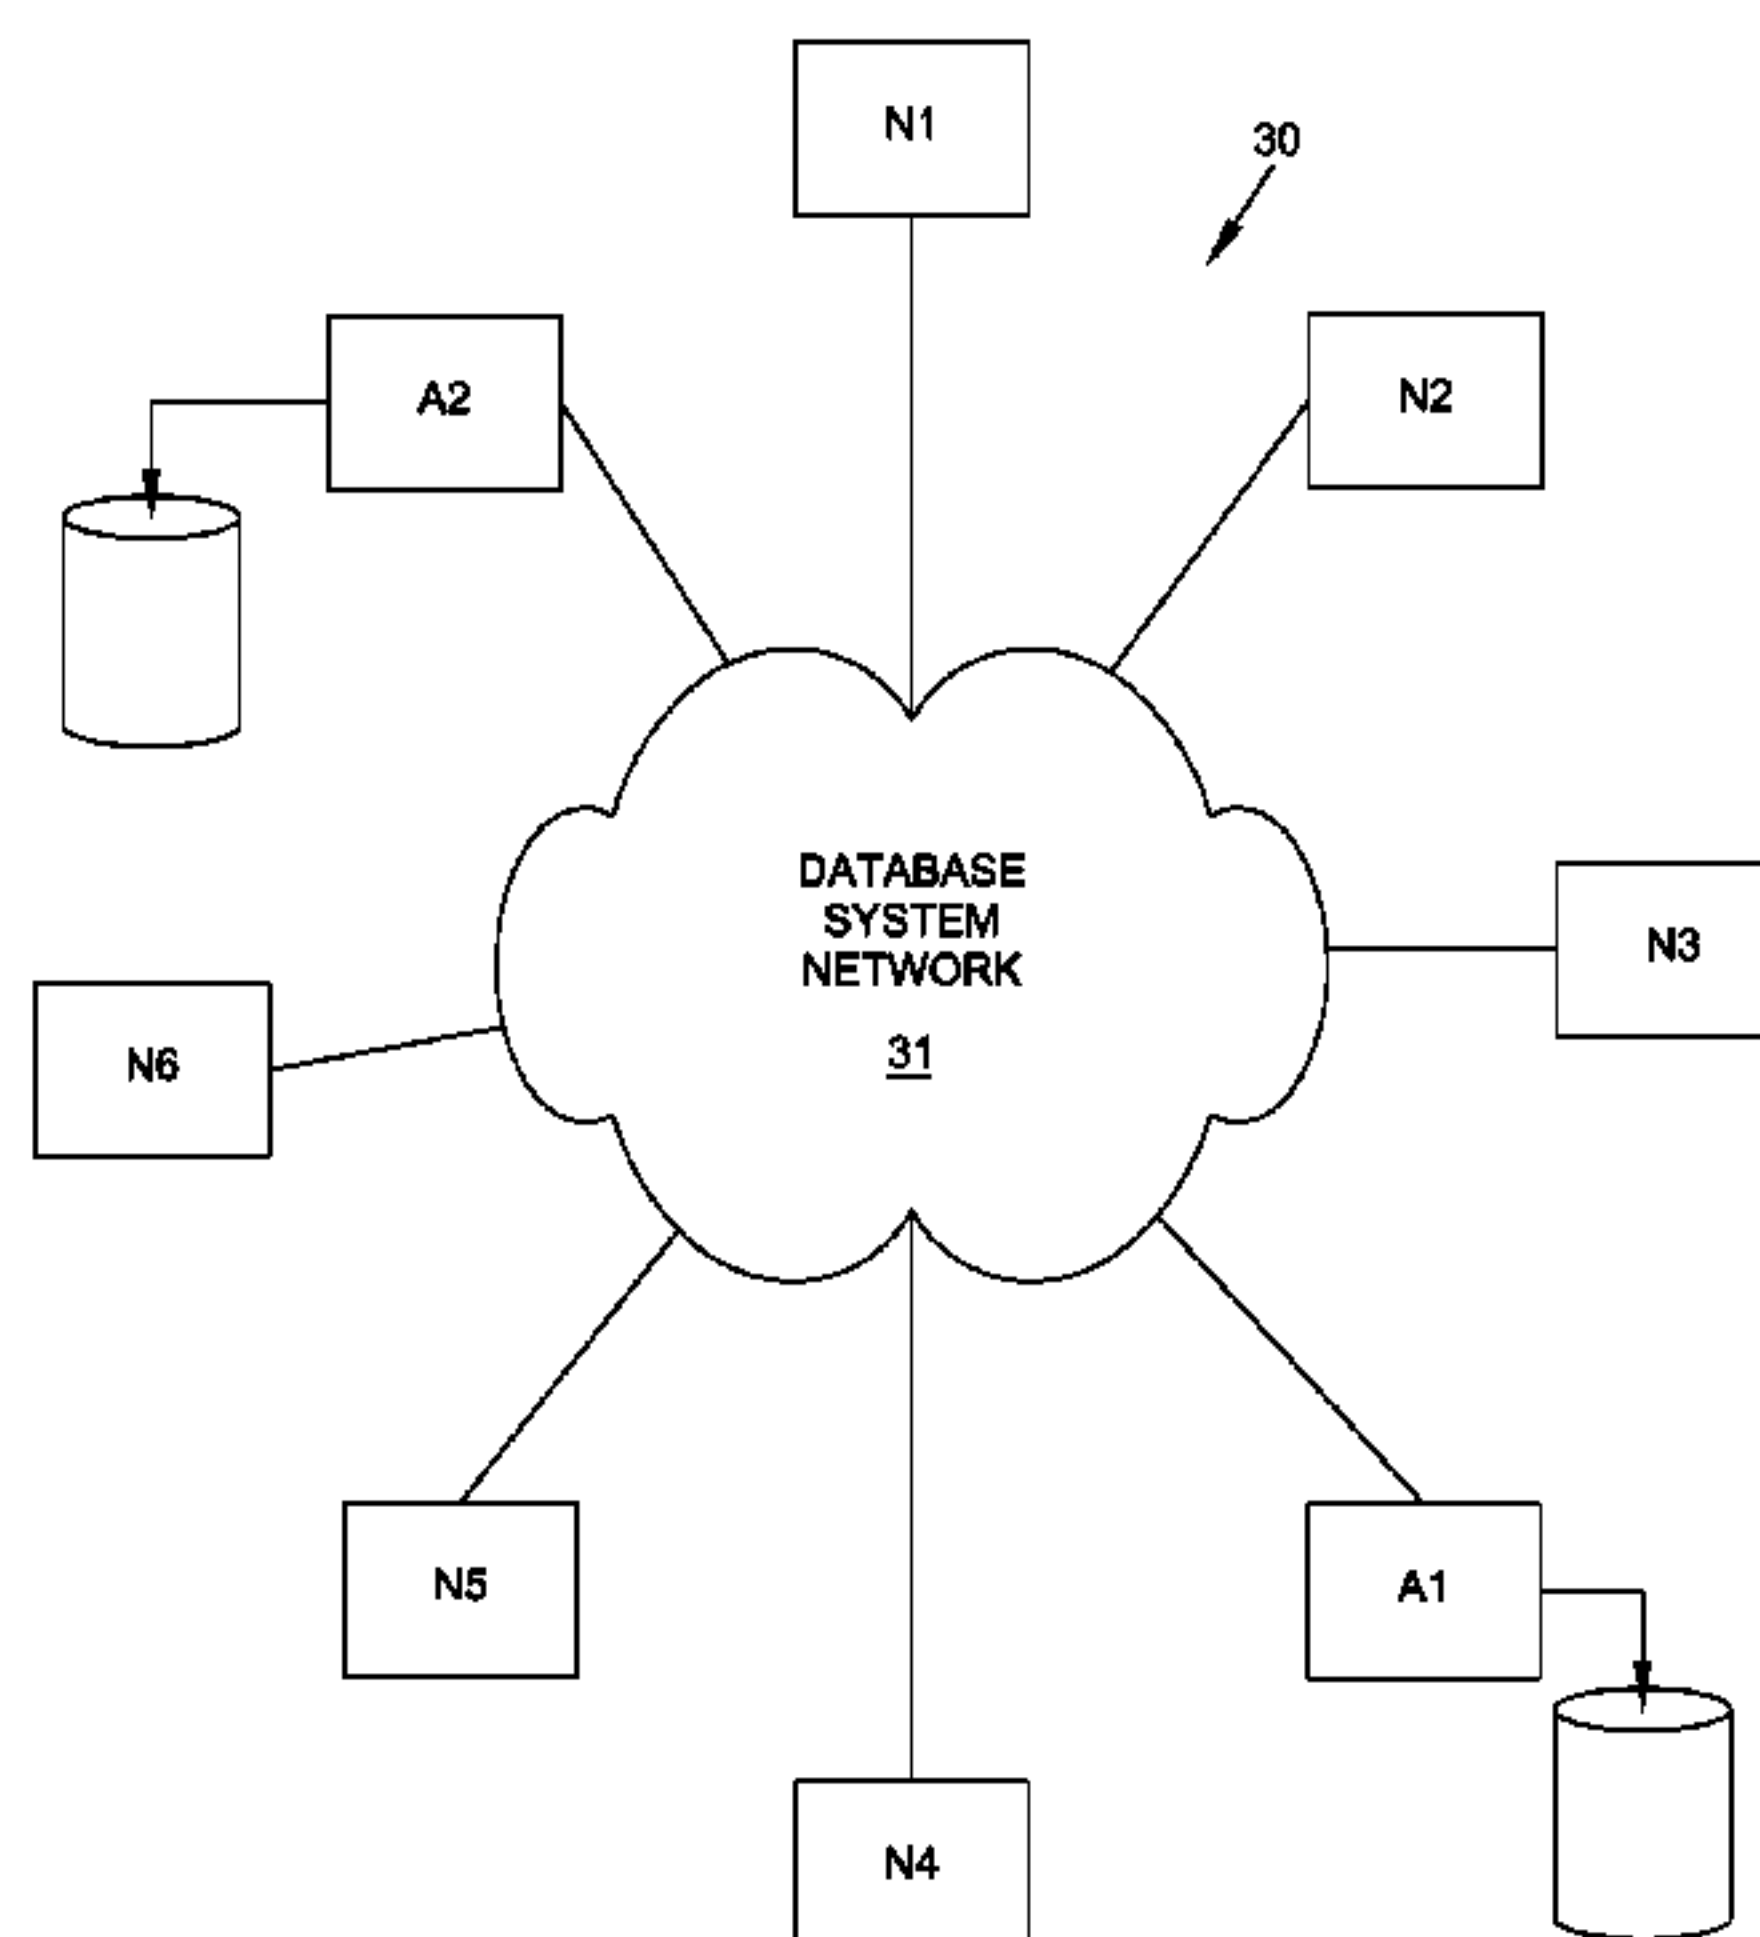 N1
30
A2
N2
DATABASE
SYSTEM
NETWORK
31
N3
N6
N5
A1
N4